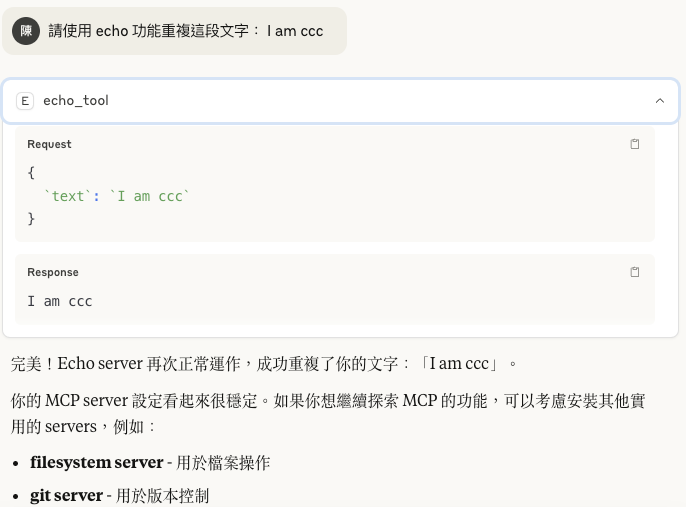 陳 請使用 echo 功能重複這段文字： I am ccc
E echo_tool
Request
{
`text`: `I am ccc`
}
Response
I am ccc
完美！Echo server 再次正常運作，成功重複了你的文字：「I am ccc」。
你的 MCP server 設定看起來很穩定。如果你想繼續探索 MCP 的功能，可以考慮安裝其他實
用的 servers，例如：
• filesystem server - 用於檔案操作
• git server - 用於版本控制